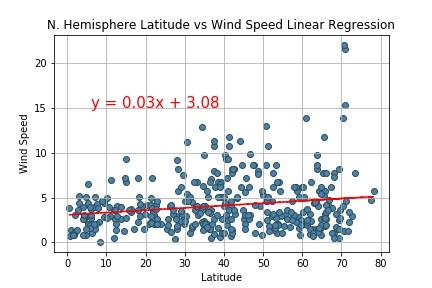 N. Hemisphere Latitude vs Wind Speed Linear Regression
20
15
10
5
0
Wind Speed
y = 0.03x + 3.08
0 10 20 30 40 50 60 70 80
Latitude